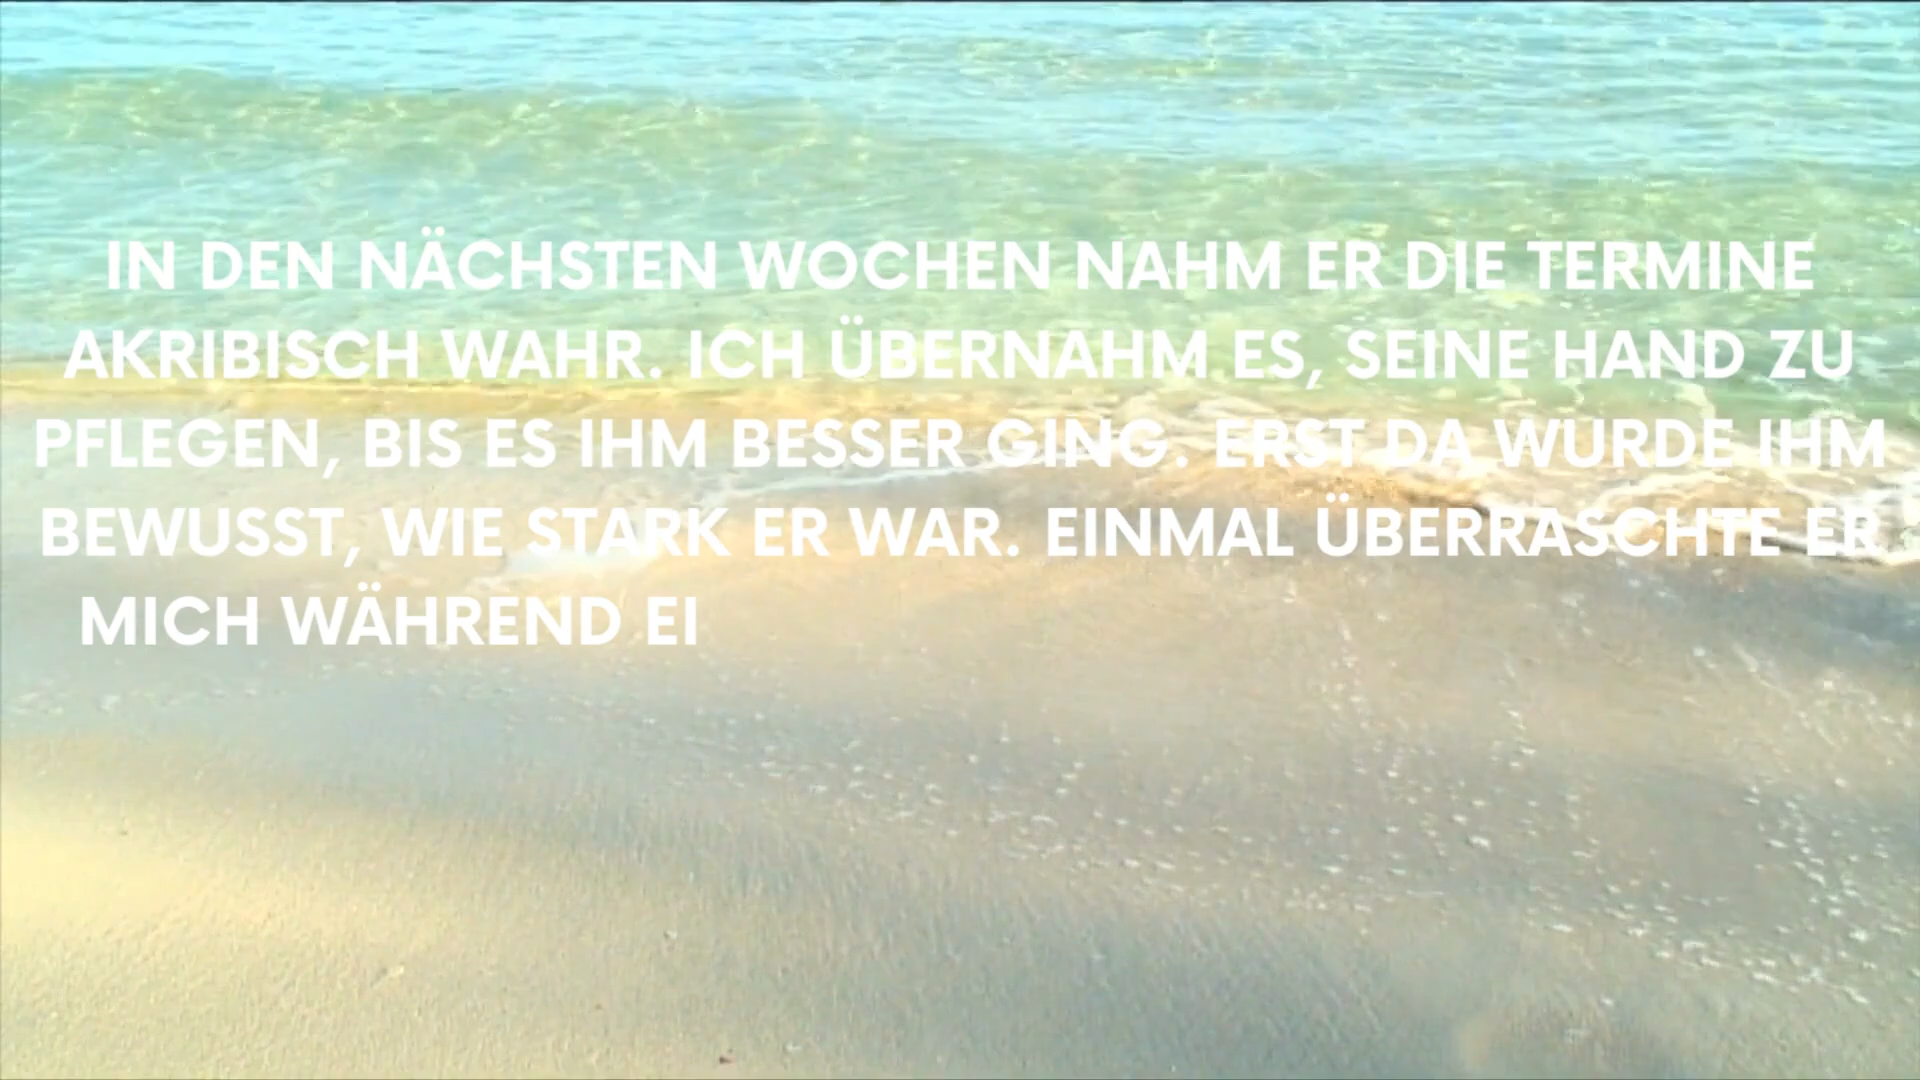 IN DEN NÄCHSTEN WOCHEN NAHM ER DIE TERMINE
AKRIBISCH WAHR. ICH ÜBERNAHM ES, SEINE HAND ZU
PFLEGEN, BIS ES IHM BESSER GING. ERST DA WURDE IHM
BEWUSST, WIE STARK ER WAR. EINMAL ÜBERRASCHTE ER
MICH WÄHREND EI